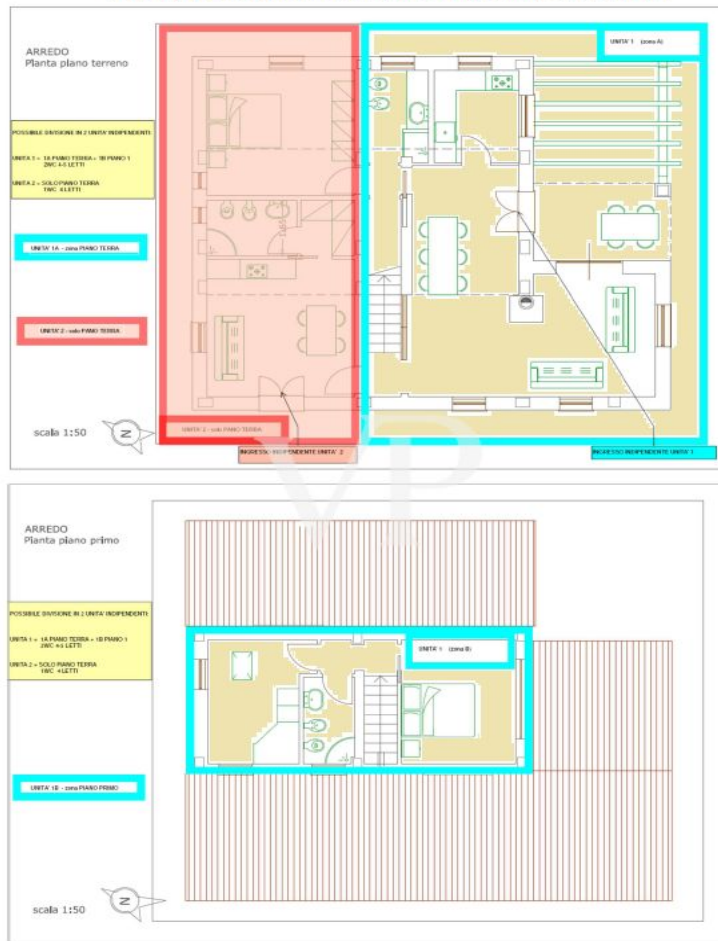 ARREDO
Planta piano terreno
POSSIBILE DIVISIONE IN 2 UNITA' INDIPENDENTI:
UNITA 1 = 1A PIANO TERRA + 1B PIANO 1
2WC 4-5 LETTI
UNITA 2 = SOLO PIANO TERRA
1WC 4 LETTI
UNITA' 1A - zona PIANO TERRA
UNITA' 2 - solo PIANO TERRA
scala 1:50
N
UNITA' 1 (zona A)
UNITA' 2 - solo PIANO TERRA
INGRESSO INDIPENDENTE UNITA' 2
INGRESSO INDIPENDENTE UNITA' 1
VP
ARREDO
Planta piano primo
POSSIBILE DIVISIONE IN 2 UNITA' INDIPENDENTI:
UNITA 1 = 1A PIANO TERRA + 1B PIANO 1
2WC 4-5 LETTI
UNITA 2 = SOLO PIANO TERRA
1WC 4 LETTI
UNITA' 1B - zona PIANO PRIMO
UNITA' 1 (zona B)
scala 1:50
N